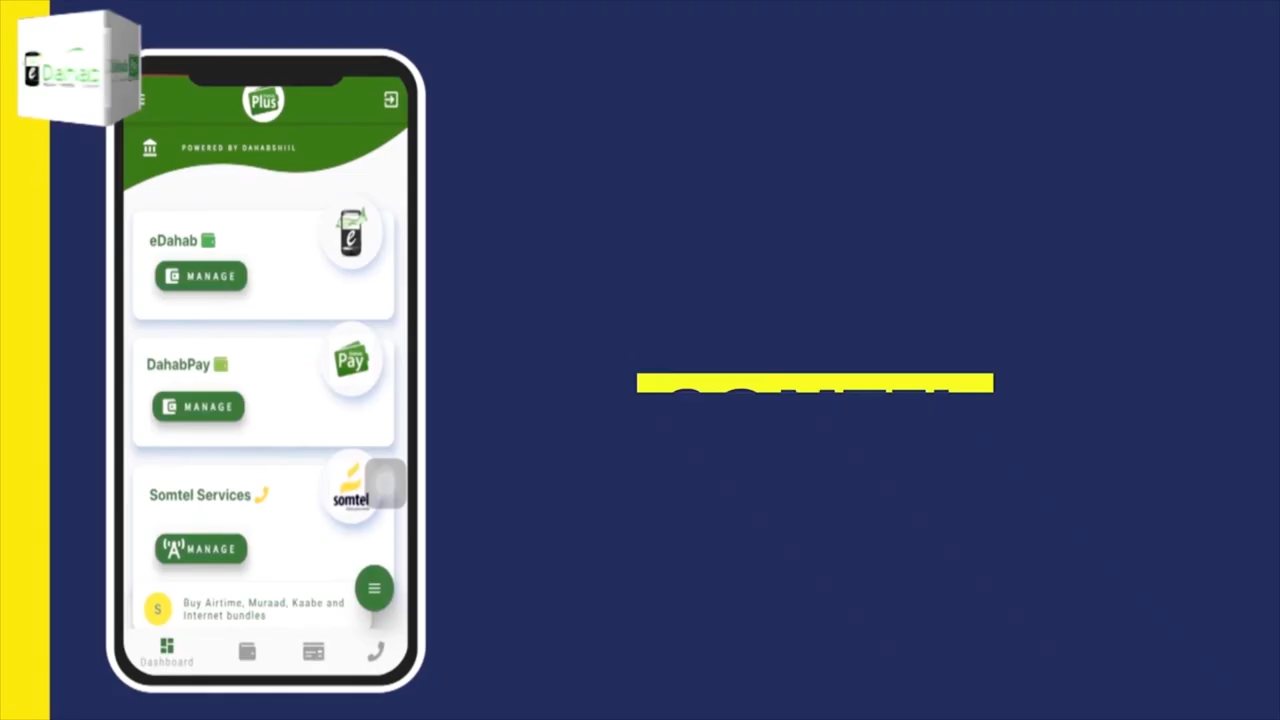 e Dahab
Plus
POWERED BY DAHABSHIIL
eDahab
MANAGE
e
DahabPay
Pay
MANAGE
Somtel Services
somtel
MANAGE
S
Buy Airtime, Muraad, Kaabe and
Internet bundles
Dashboard